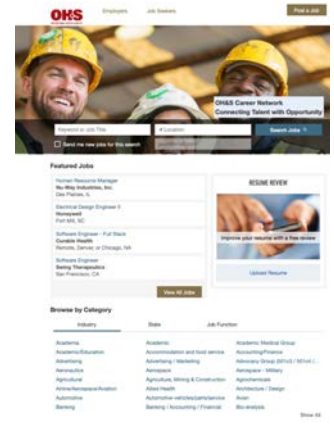 OH&S
Employers
Job Seekers
Post a Job
OH&S Career Network
Connecting Talent with Opportunity
Keyword or Job Title
Location
Search Jobs
Send me new jobs for this search
Featured Jobs
Human Resource Manager
Nu-Way Industries, Inc.
Des Plaines, IL
Electrical Design Engineer II
Honeywell
Fort Mill, SC
Software Engineer - Full Stack
Curable Health
Remote, Denver, or Chicago, NA
Software Engineer
Swing Therapeutics
San Francisco, CA
View All Jobs
RESUME REVIEW
Improve your resume with a free review
Upload Resume
Browse by Category
Industry
State
Job Function
Academia
Academic
Academic Medical Group
Academic/Education
Accommodation and food service
Accounting/Finance
Advertising
Advertising / Marketing
Advocacy Group (501c3 / 501c4)
Aeronautics
Aerospace
Aerospace - Military
Agricultural
Agriculture, Mining & Construction
Agrochemicals
Airline/Aerospace/Aviation
Allied Health
Architecture / Design
Automotive
Automotive-vehicles/parts/service
Avian
Banking
Banking / Accounting / Financial
Bio-analysis
Show All